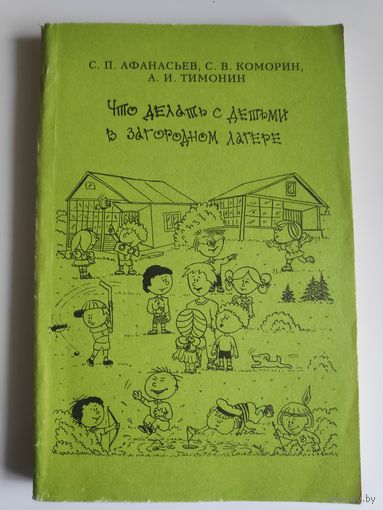 С. П. АФАНАСЬЕВ, С. В. КОМОРИН,
А. И. ТИМОНИН
Что делать с детьми
в загородном лагере